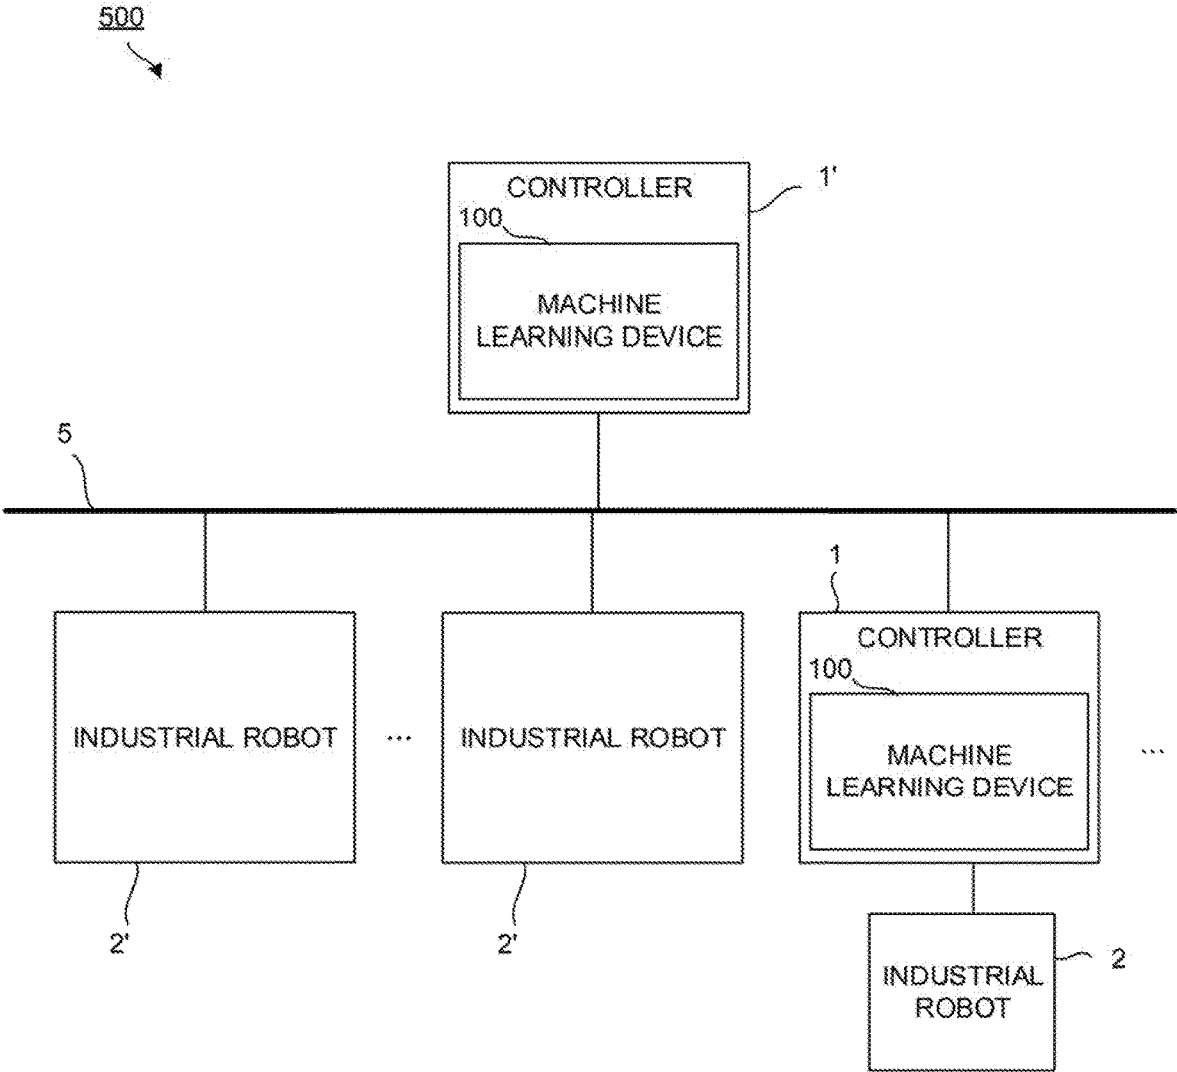 500
CONTROLLER
1'
100
MACHINE
LEARNING DEVICE
5
1
CONTROLLER
100
INDUSTRIAL ROBOT
...
INDUSTRIAL ROBOT
MACHINE
LEARNING DEVICE
...
2'
2'
2
INDUSTRIAL
ROBOT